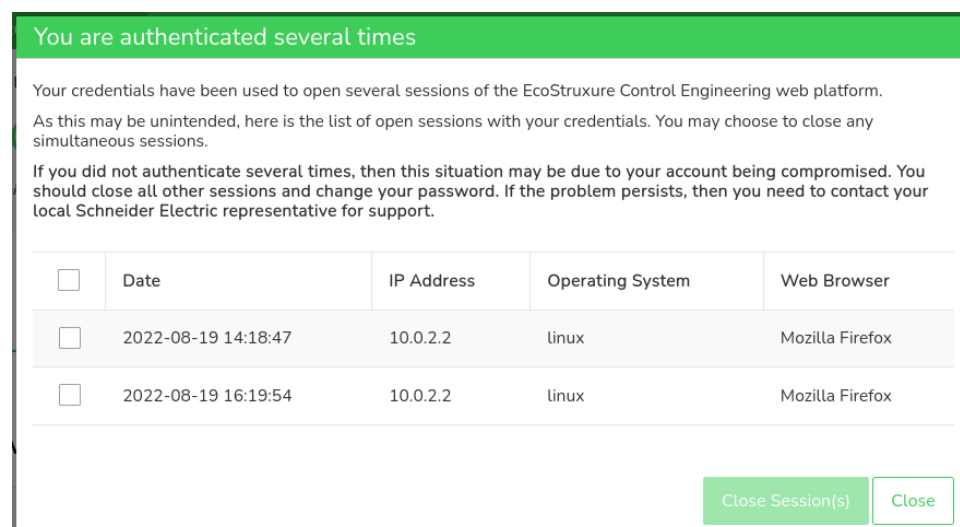 You are authenticated several times
Your credentials have been used to open several sessions of the EcoStruxure Control Engineering web platform.
As this may be unintended, here is the list of open sessions with your credentials. You may choose to close any
simultaneous sessions.
If you did not authenticate several times, then this situation may be due to your account being compromised. You
should close all other sessions and change your password. If the problem persists, then you need to contact your
local Schneider Electric representative for support.
Date IP Address Operating System Web Browser
2022-08-19 14:18:47 10.0.2.2 linux Mozilla Firefox
2022-08-19 16:19:54 10.0.2.2 linux Mozilla Firefox
Close Session(s) Close